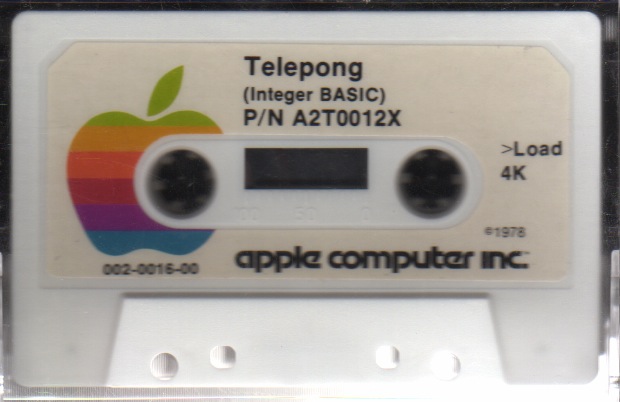 Telepong
(Integer BASIC)
P/N A2T0012X
>Load
4K
©1978
apple computer inc.
002-0016-00